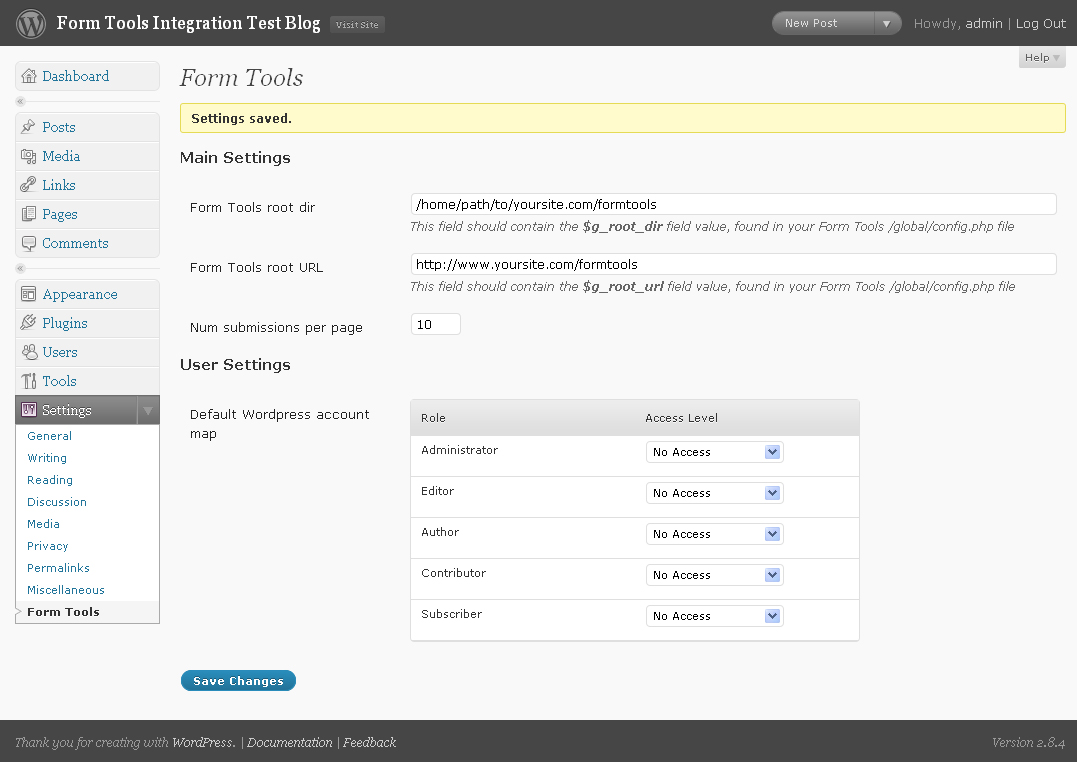 Form Tools Integration Test Blog Visit Site New Post Howdy, admin | Log Out
Help
Dashboard
Posts
Media
Links
Pages
Comments
Appearance
Plugins
Users
Tools
Settings
General
Writing
Reading
Discussion
Media
Privacy
Permalinks
Miscellaneous
Form Tools
Form Tools
Settings saved.
Main Settings
Form Tools root dir /home/path/to/yoursite.com/formtools
This field should contain the $g_root_dir field value, found in your Form Tools /global/config.php file
Form Tools root URL http://www.yoursite.com/formtools
This field should contain the $g_root_url field value, found in your Form Tools /global/config.php file
Num submissions per page 10
User Settings
Default Wordpress account
map
Role Access Level
Administrator No Access
Editor No Access
Author No Access
Contributor No Access
Subscriber No Access
Save Changes
Thank you for creating with WordPress. | Documentation | Feedback Version 2.8.4